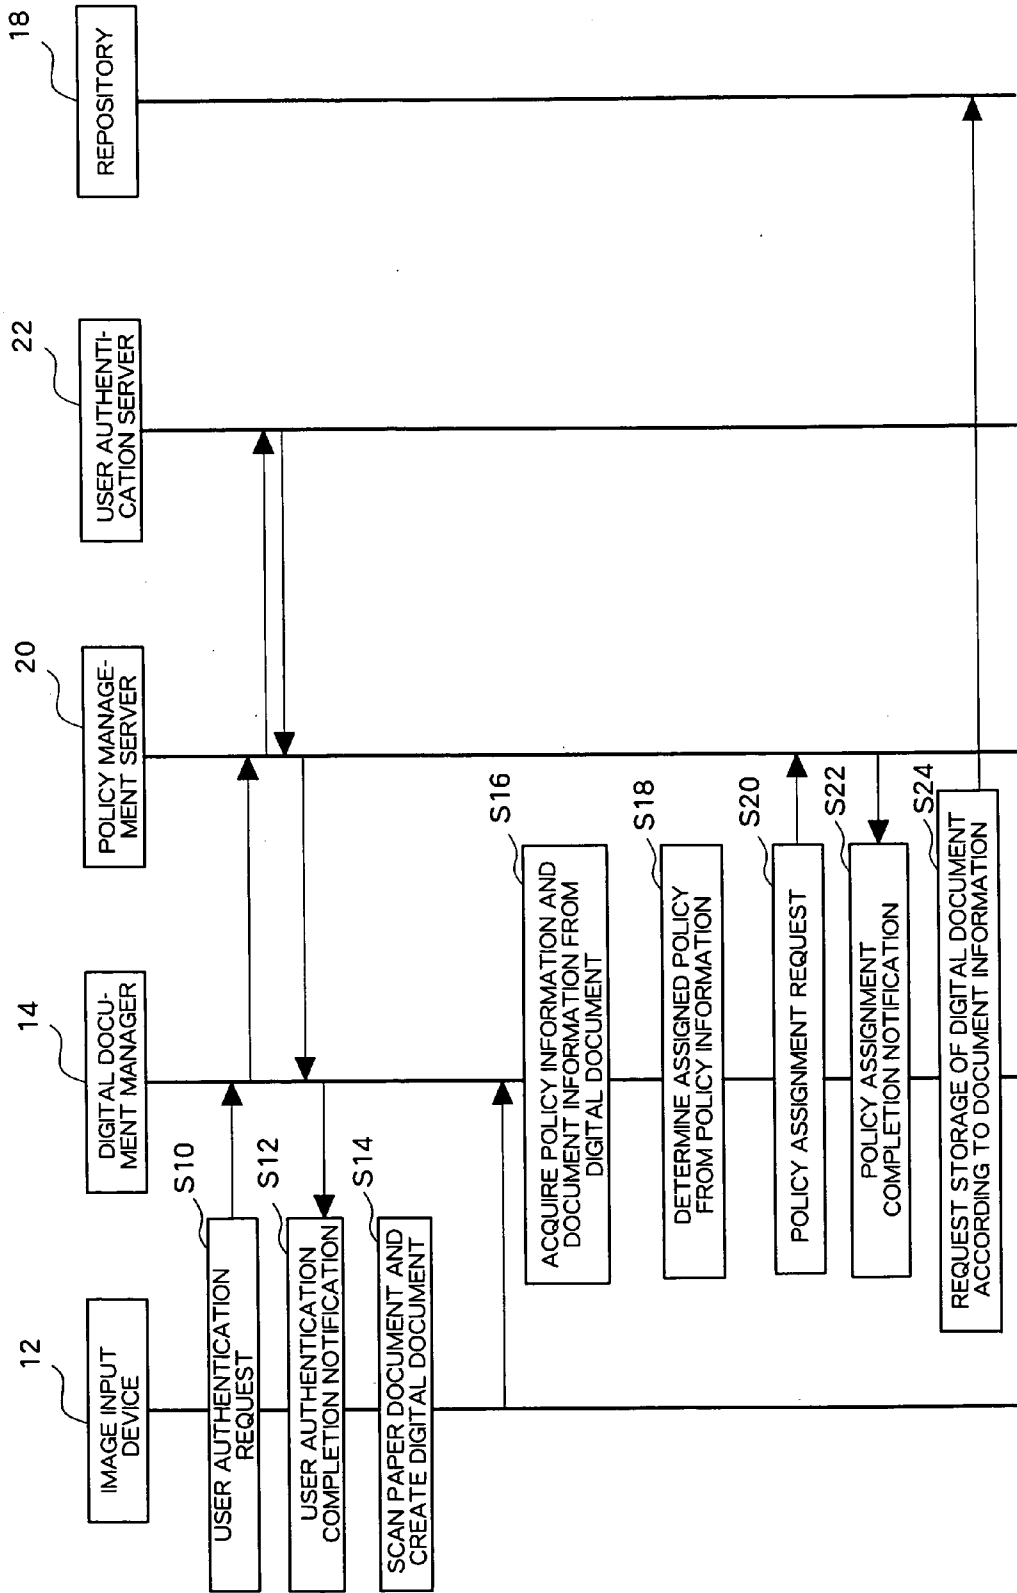 12
IMAGE INPUT
DEVICE
14
DIGITAL DOCU-
MENT MANAGER
20
POLICY MANAGE-
MENT SERVER
22
USER AUTHENTI-
CATION SERVER
18
REPOSITORY
S10
USER AUTHENTICATION
REQUEST
S12
USER AUTHENTICATION
COMPLETION NOTIFICATION
S14
SCAN PAPER DOCUMENT AND
CREATE DIGITAL DOCUMENT
S16
ACQUIRE POLICY INFORMATION AND
DOCUMENT INFORMATION FROM
DIGITAL DOCUMENT
S18
DETERMINE ASSIGNED POLICY
FROM POLICY INFORMATION
S20
POLICY ASSIGNMENT REQUEST
S22
POLICY ASSIGNMENT
COMPLETION NOTIFICATION
S24
REQUEST STORAGE OF DIGITAL DOCUMENT
ACCORDING TO DOCUMENT INFORMATION